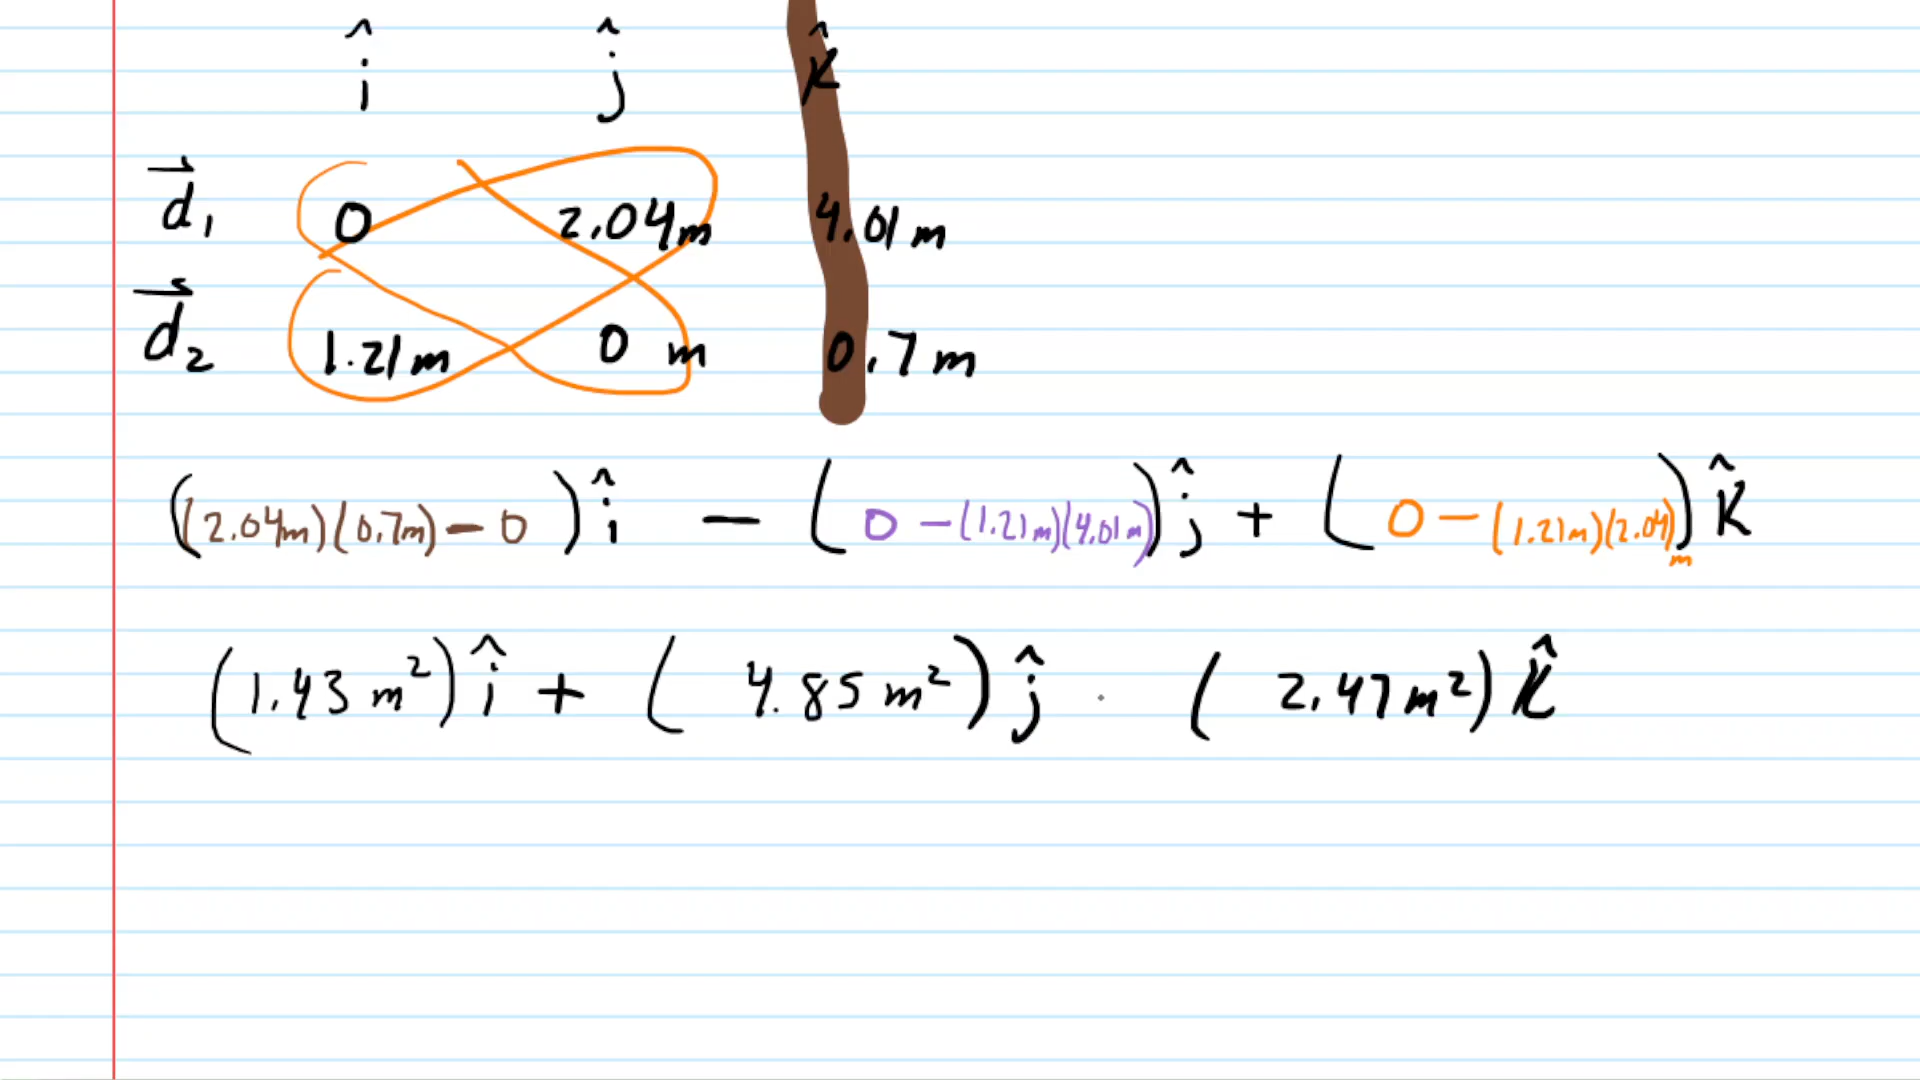 î ĵ k̂
d⃗₁ 0 2.04m 4.01m
d⃗₂ 1.21m 0 m 0.7m
((2.04m)(0.7m) - 0) î - (0 - (1.21m)(4.01m)) ĵ + (0 - (1.21m)(2.04)m) k̂
(1.43 m²) î + ( 4.85 m²) ĵ · ( 2.47m²) k̂